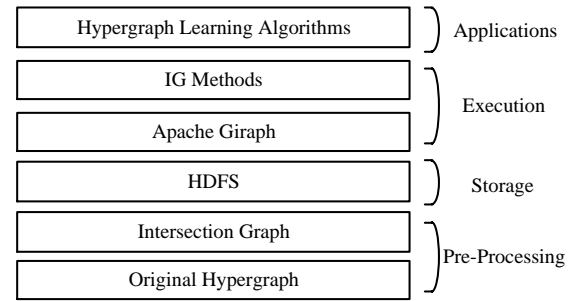 Hypergraph Learning Algorithms
Applications
IG Methods
Execution
Apache Giraph
HDFS
Storage
Intersection Graph
Pre-Processing
Original Hypergraph